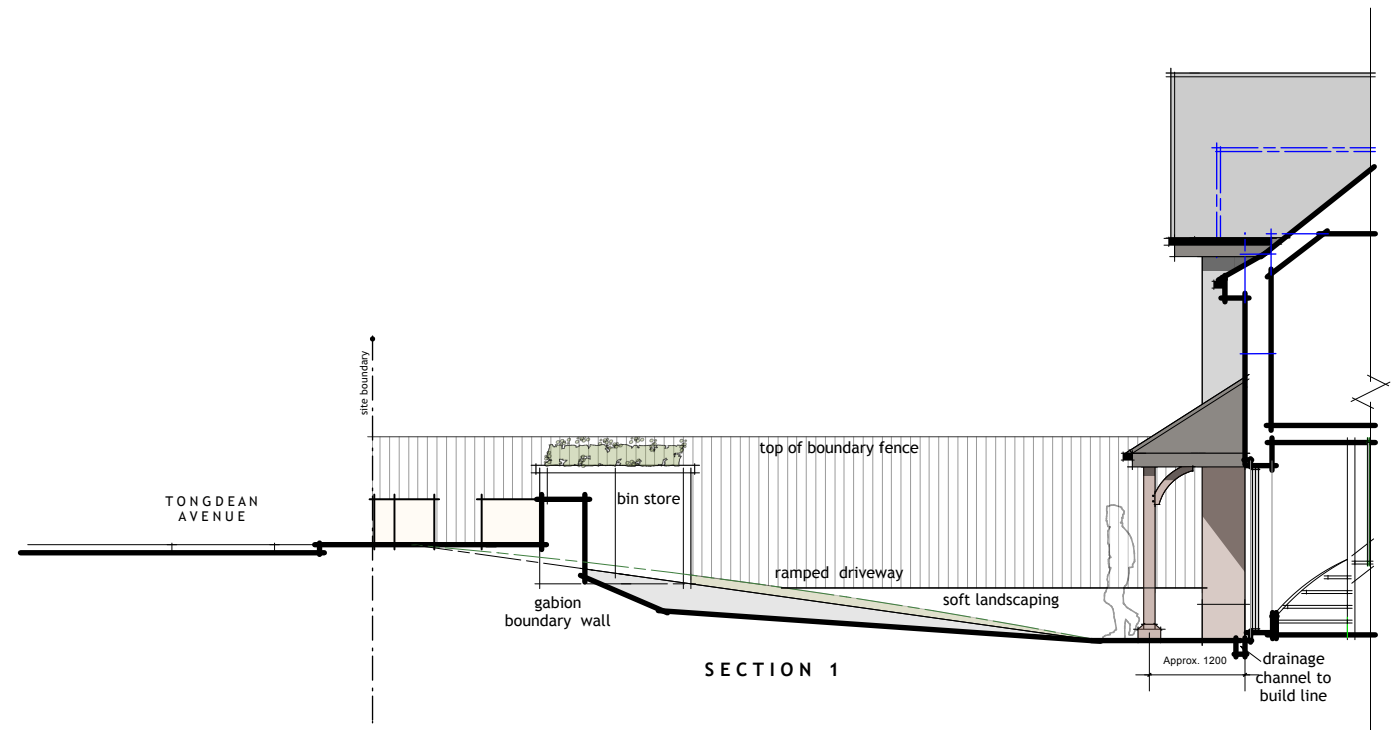 site boundary
top of boundary fence
TONGDEAN
AVENUE
bin store
ramped driveway
soft landscaping
gabion
boundary wall
SECTION 1
Approx. 1200
drainage
channel to
build line